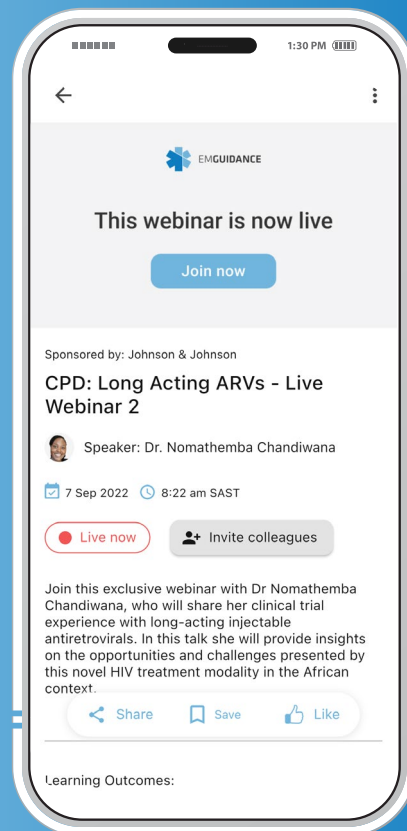 1:30 PM
EMGUIDANCE
This webinar is now live
Join now
Sponsored by: Johnson & Johnson
CPD: Long Acting ARVs - Live
Webinar 2
Speaker: Dr. Nomathemba Chandiwana
7 Sep 2022 8:22 am SAST
Live now Invite colleagues
Join this exclusive webinar with Dr Nomathemba
Chandiwana, who will share her clinical trial
experience with long-acting injectable
antiretrovirals. In this talk she will provide insights
on the opportunities and challenges presented by
this novel HIV treatment modality in the African
context.
Share Save Like
Learning Outcomes: